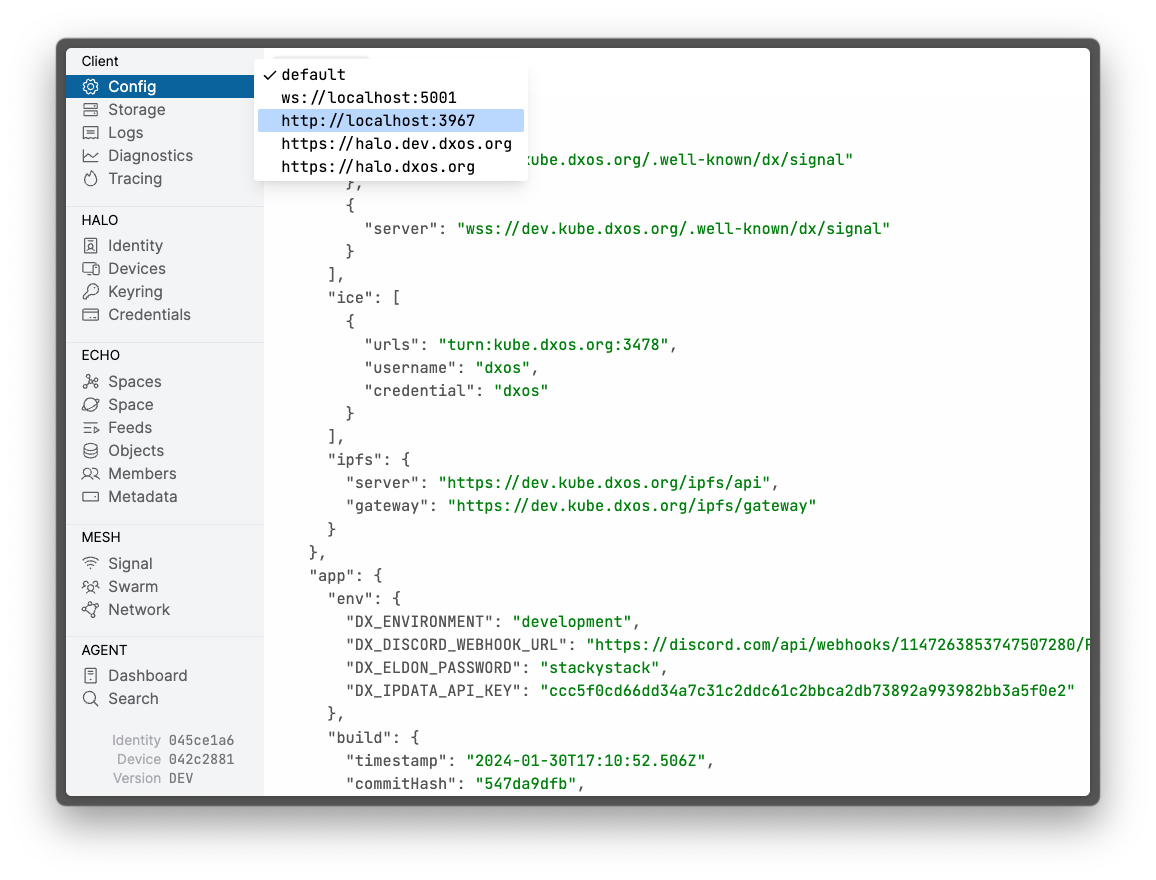 Client
Config
Storage
Logs
Diagnostics
Tracing
HALO
Identity
Devices
Keyring
Credentials
ECHO
Spaces
Space
Feeds
Objects
Members
Metadata
MESH
Signal
Swarm
Network
AGENT
Dashboard
Search
Identity 045ce1a6
Device 042c2881
Version DEV
✓ default
ws://localhost:5001
http://localhost:3967
https://halo.dev.dxos.org
https://halo.dxos.org
kube.dxos.org/.well-known/dx/signal"
},
{
"server": "wss://dev.kube.dxos.org/.well-known/dx/signal"
}
],
"ice": [
{
"urls": "turn:kube.dxos.org:3478",
"username": "dxos",
"credential": "dxos"
}
],
"ipfs": {
"server": "https://dev.kube.dxos.org/ipfs/api",
"gateway": "https://dev.kube.dxos.org/ipfs/gateway"
}
},
"app": {
"env": {
"DX_ENVIRONMENT": "development",
"DX_DISCORD_WEBHOOK_URL": "https://discord.com/api/webhooks/1147263853747507280/
"DX_ELDON_PASSWORD": "stackystack",
"DX_IPDATA_API_KEY": "ccc5f0cd66dd34a7c31c2ddc61c2bbca2db73892a993982bb3a5f0e2"
},
"build": {
"timestamp": "2024-01-30T17:10:52.506Z",
"commitHash": "547da9dfb",